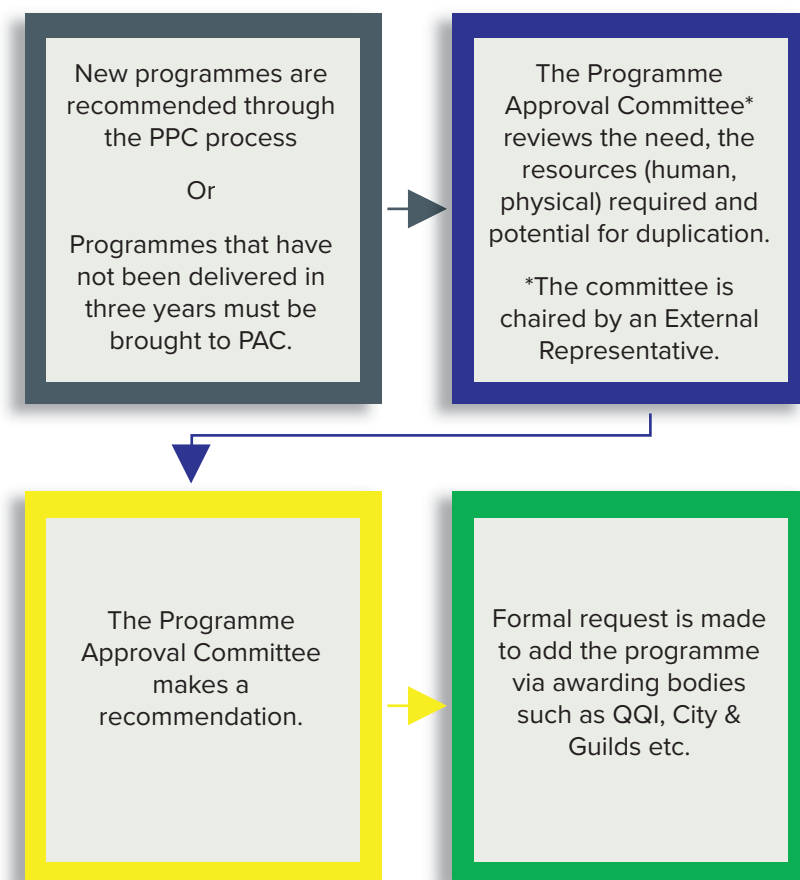 New programmes are
recommended through
the PPC process
Or
Programmes that have
not been delivered in
three years must be
brought to PAC.
The Programme
Approval Committee*
reviews the need, the
resources (human,
physical) required and
potential for duplication.
*The committee is
chaired by an External
Representative.
The Programme
Approval Committee
makes a
recommendation.
Formal request is made
to add the programme
via awarding bodies
such as QQI, City &
Guilds etc.